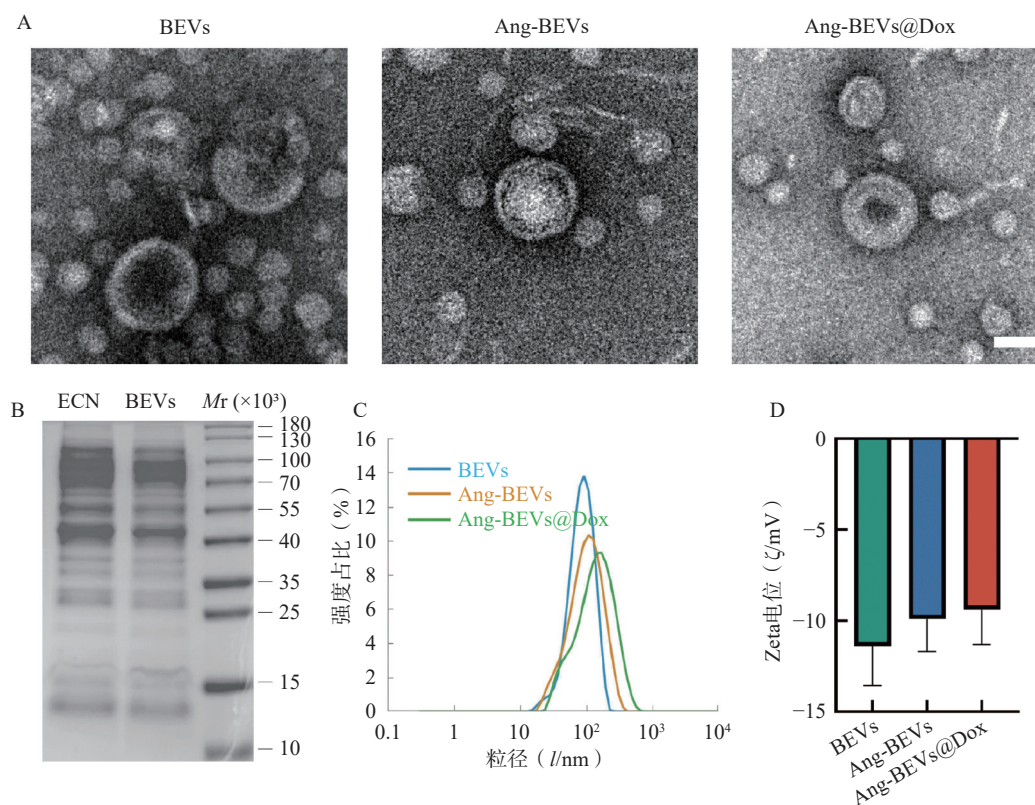 A
BEVs
Ang-BEVs
Ang-BEVs@Dox
B
ECN
BEVs
Mr (×10³)
180
130
100
70
55
40
35
25
15
10
C
16
14
12
10
8
6
4
2
0
强度占比（%）
BEVs
Ang-BEVs
Ang-BEVs@Dox
0.1
1
10
10²
10³
10⁴
粒径（l/nm）
D
0
−5
−10
−15
Zeta电位（ζ/mV）
BEVs
Ang-BEVs
Ang-BEVs@Dox